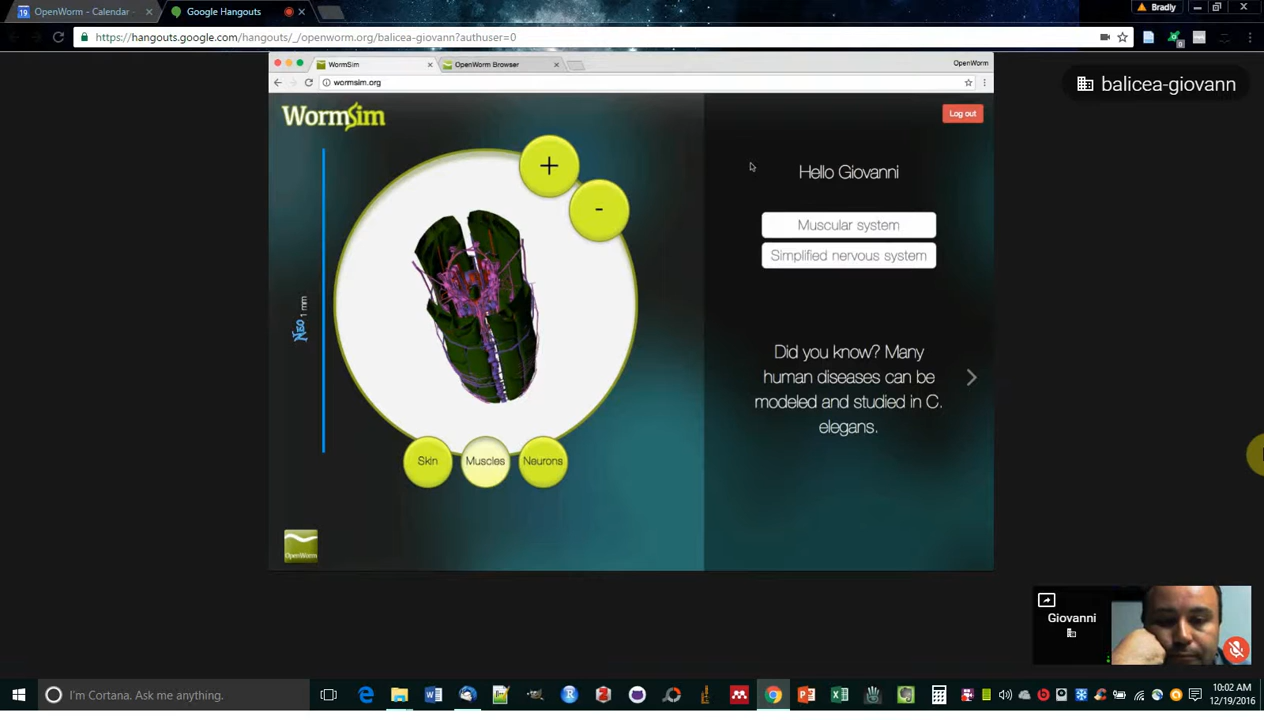 OpenWorm - Calendar
Google Hangouts
Bradly
https://hangouts.google.com/hangouts/_/openworm.org/balicea-giovann?authuser=0
WormSim
OpenWorm Browser
OpenWorm
wormsim.org
balicea-giovann
WormSim
Log out
+
-
Hello Giovanni
Muscular system
Simplified nervous system
Neo 1 mm
Did you know? Many
human diseases can be
modeled and studied in C.
elegans.
Skin
Muscles
Neurons
OpenWorm
Giovanni
I'm Cortana. Ask me anything.
10:02 AM
12/19/2016